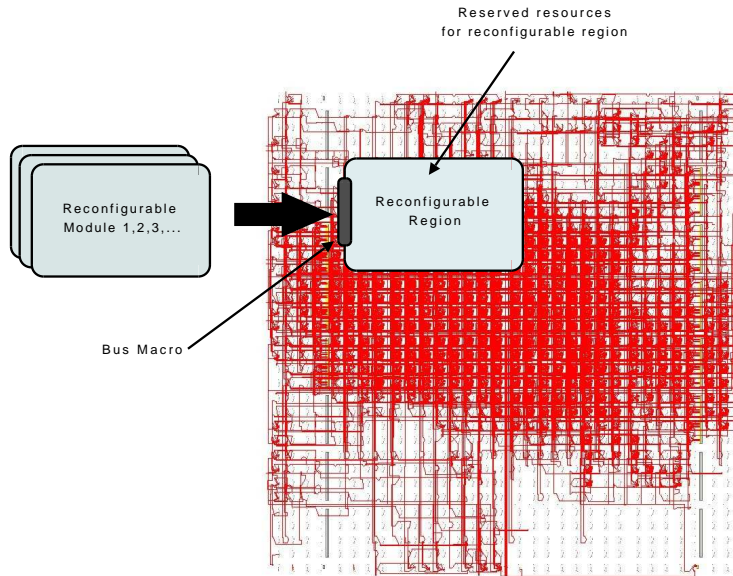 Reserved resources
for reconfigurable region
Reconfigurable
Module 1,2,3,...
Reconfigurable
Region
Bus Macro